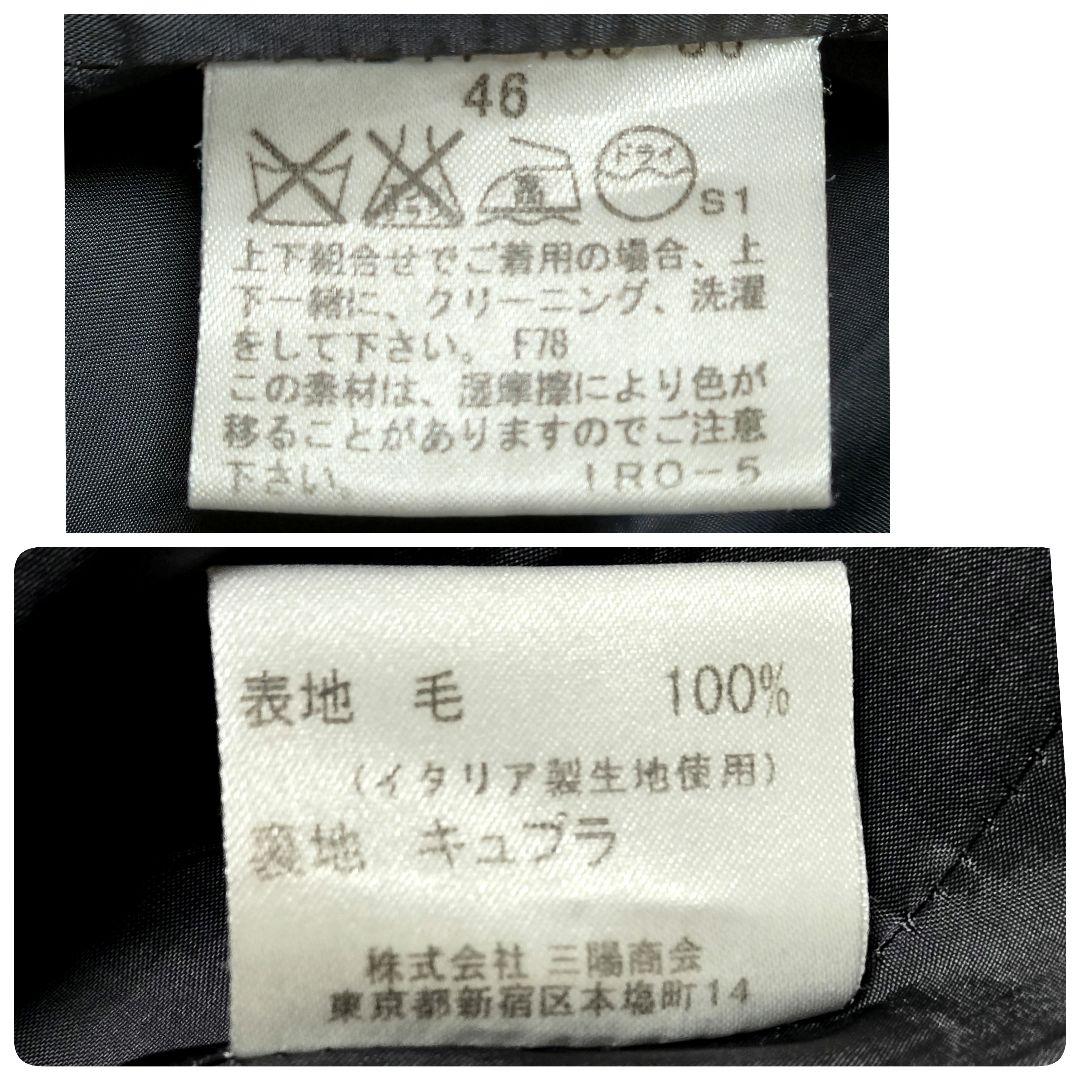 46
ドライ
S1
上下組合せでご着用の場合、上
下一緒に、クリーニング、洗濯
をして下さい。 F78
この素材は、湿摩擦により色が
移ることがありますのでご注意
下さい。 IRO-5
表地 毛 100%
(イタリア製生地使用)
裏地 キュプラ
株式会社 三陽商会
東京都新宿区本塩町14